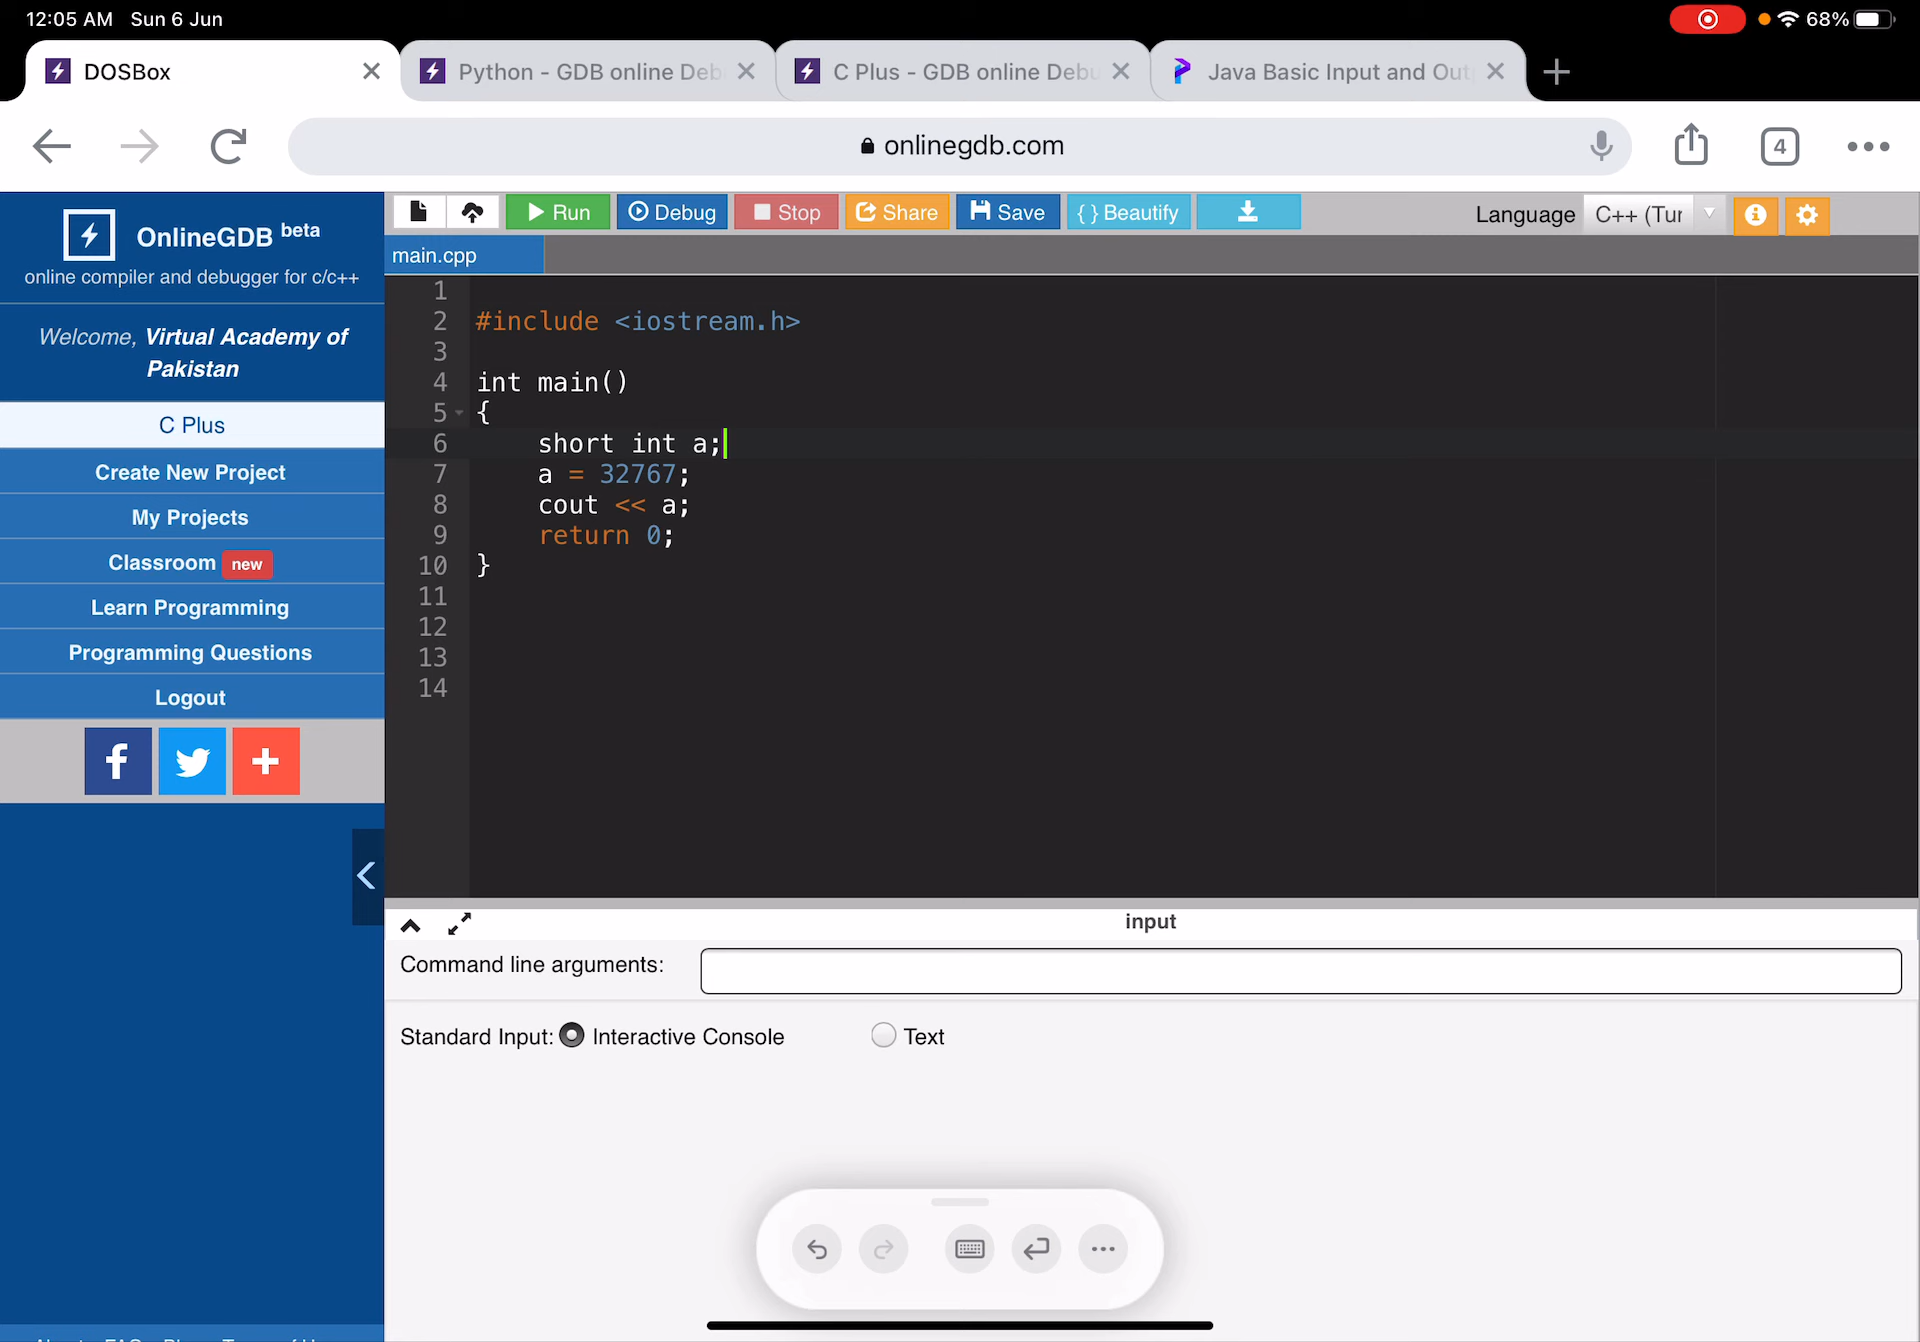 12:05 AM Sun 6 Jun
68%
DOSBox
Python - GDB online Deb
C Plus - GDB online Debu
Java Basic Input and Out
onlinegdb.com
4
OnlineGDB beta
online compiler and debugger for c/c++
Welcome, Virtual Academy of
Pakistan
C Plus
Create New Project
My Projects
Classroom new
Learn Programming
Programming Questions
Logout
Run
Debug
Stop
Share
Save
{ } Beautify
Language C++ (Tur
main.cpp
1
2 #include <iostream.h>
3
4 int main()
5 {
6 short int a;
7 a = 32767;
8 cout << a;
9 return 0;
10 }
11
12
13
14
input
Command line arguments:
Standard Input: Interactive Console Text